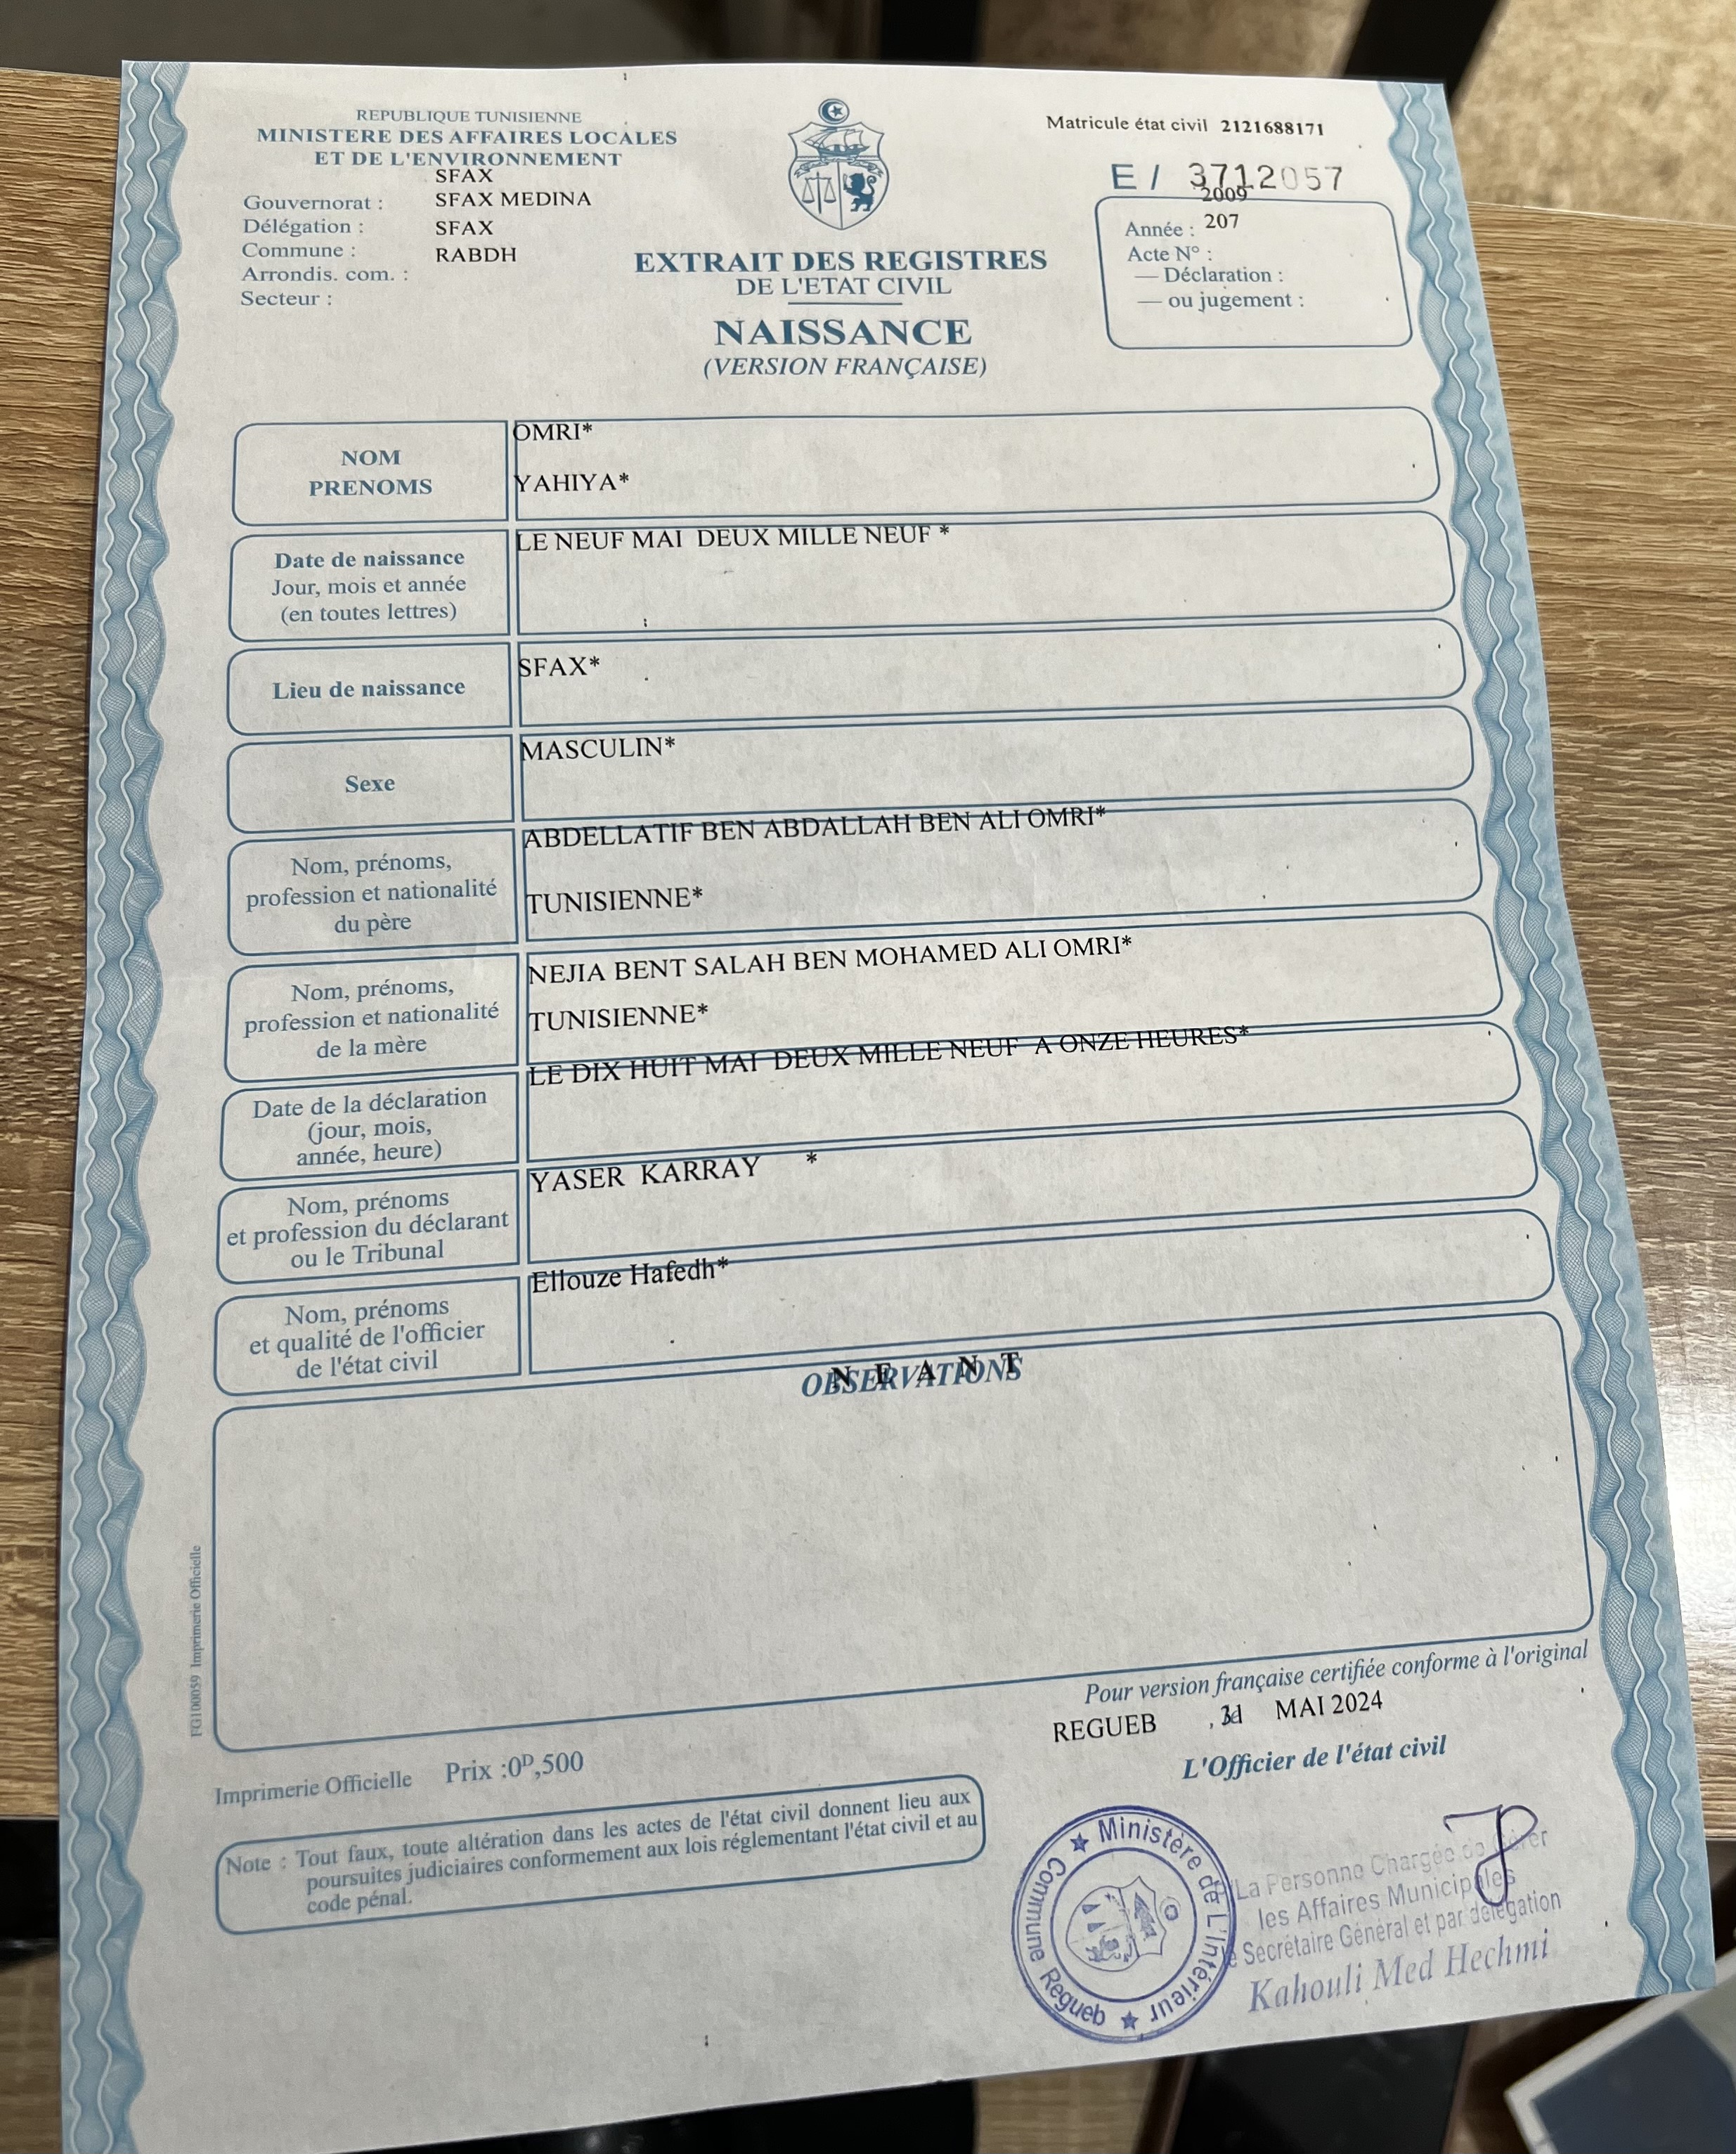 REPUBLIQUE TUNISIENNE
MINISTERE DES AFFAIRES LOCALES
ET DE L'ENVIRONNEMENT
SFAX
Gouvernorat : SFAX MEDINA
Délégation : SFAX
Commune : RABDH
Arrondis. com. :
Secteur :
EXTRAIT DES REGISTRES
DE L'ETAT CIVIL
NAISSANCE
(VERSION FRANÇAISE)
Matricule état civil 2121688171
E / 3712057
2009
Année : 207
Acte N° :
— Déclaration :
— ou jugement :
NOM
PRENOMS
OMRI*
YAHIYA*
Date de naissance
Jour, mois et année
(en toutes lettres)
LE NEUF MAI DEUX MILLE NEUF *
Lieu de naissance
SFAX*
Sexe
MASCULIN*
Nom, prénoms,
profession et nationalité
du père
ABDELLATIF BEN ABDALLAH BEN ALI OMRI*
TUNISIENNE*
Nom, prénoms,
profession et nationalité
de la mère
NEJIA BENT SALAH BEN MOHAMED ALI OMRI*
TUNISIENNE*
Date de la déclaration
(jour, mois,
année, heure)
LE DIX HUIT MAI DEUX MILLE NEUF A ONZE HEURES*
Nom, prénoms
et profession du déclarant
ou le Tribunal
YASER KARRAY *
Nom, prénoms
et qualité de l'officier
de l'état civil
Ellouze Hafedh*
OBSERVATIONS
N E A N T
FG100059 Imprimerie Officielle
Pour version française certifiée conforme à l'original
REGUEB , MAI 2024
L'Officier de l'état civil
Imprimerie Officielle Prix :0D,500
Note : Tout faux, toute altération dans les actes de l'état civil donnent lieu aux
poursuites judiciaires conformement aux lois réglementant l'état civil et au
code pénal.
Ministère de L'Intérieur
Commune Regueb
La Personne Chargée de Gérer
les Affaires Municipales
Secrétaire Général et par délégation
Kahouli Med Hechmi